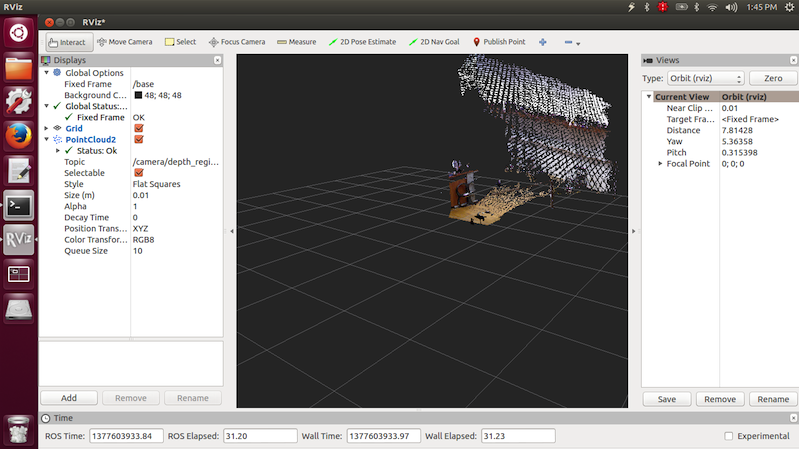 RViz
1:45 PM
RViz*
Interact Move Camera Select Focus Camera Measure 2D Pose Estimate 2D Nav Goal Publish Point
Displays
Global Options
Fixed Frame /base
Background C... 48; 48; 48
Global Status:...
Fixed Frame OK
Grid
PointCloud2
Status: Ok
Topic /camera/depth_regi...
Selectable
Style Flat Squares
Size (m) 0.01
Alpha 1
Decay Time 0
Position Trans... XYZ
Color Transfor... RGB8
Queue Size 10
Add Remove Rename
Views
Type: Orbit (rviz) Zero
Current View Orbit (rviz)
Near Clip ... 0.01
Target Fra... <Fixed Frame>
Distance 7.81428
Yaw 5.36358
Pitch 0.315398
Focal Point 0; 0; 0
Save Remove Rename
Time
ROS Time: 1377603933.84 ROS Elapsed: 31.20 Wall Time: 1377603933.97 Wall Elapsed: 31.23 Experimental